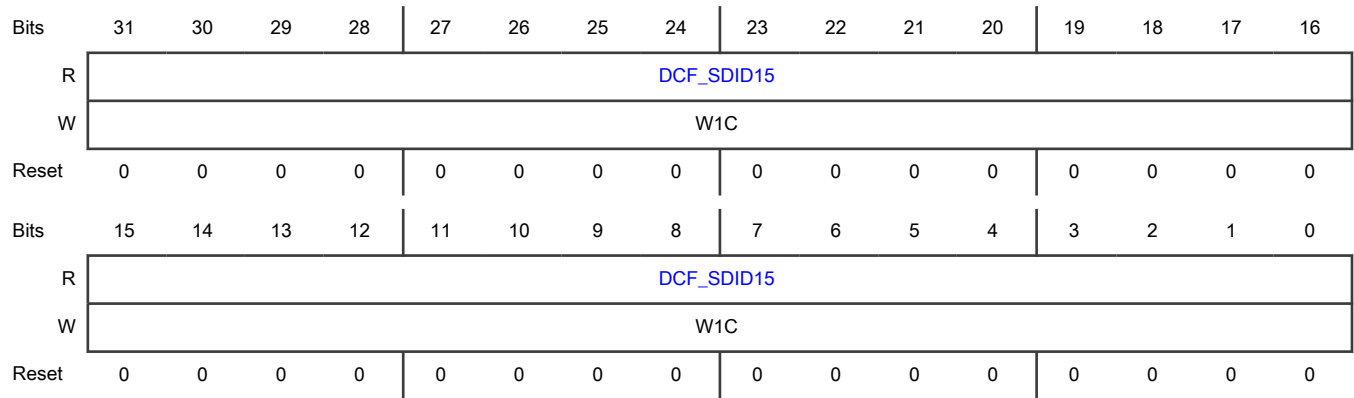 Bits 31 30 29 28 27 26 25 24 23 22 21 20 19 18 17 16
R DCF_SDID15
W W1C
Reset 0 0 0 0 0 0 0 0 0 0 0 0 0 0 0 0
Bits 15 14 13 12 11 10 9 8 7 6 5 4 3 2 1 0
R DCF_SDID15
W W1C
Reset 0 0 0 0 0 0 0 0 0 0 0 0 0 0 0 0